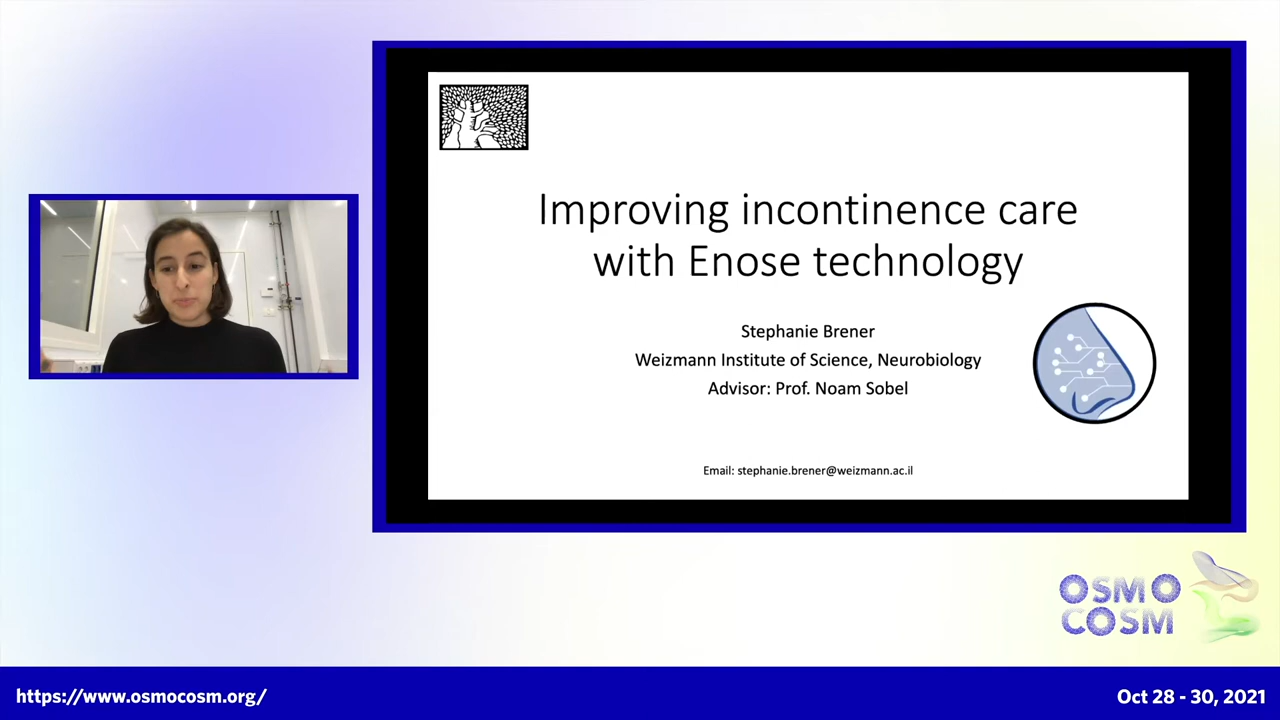 Improving incontinence care
with Enose technology
Stephanie Brener
Weizmann Institute of Science, Neurobiology
Advisor: Prof. Noam Sobel
Email: stephanie.brener@weizmann.ac.il
OSMO
COSM
https://www.osmocosm.org/
Oct 28 - 30, 2021